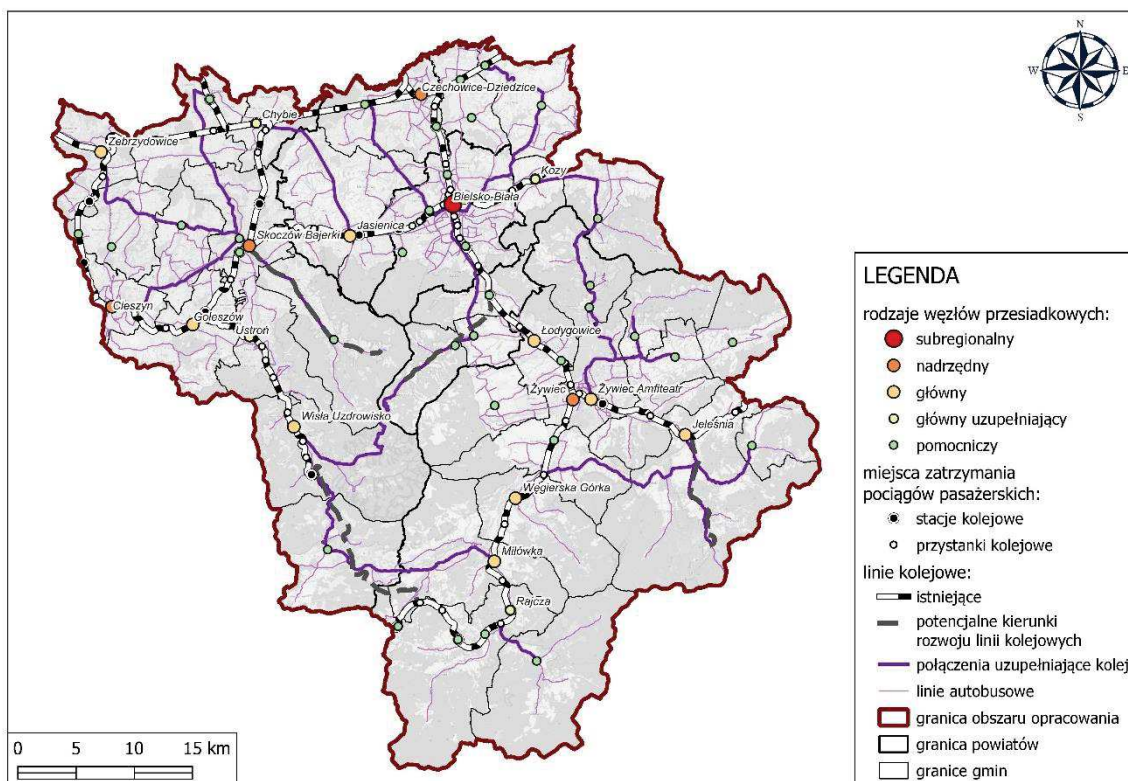 N
W
E
S
Czechowice-Dziedzice
Chybie
Zebrzydowice
Kozy
Bielsko-Biała
Jasienica
Skoczów Bajerki
Cieszyn
Goleszów
Ustroń
Łodygowice
Żywiec
Żywiec Amfiteatr
Wisła Uzdrowisko
Jeleśnia
Węgierska Górka
Milówka
Rajcza
0 5 10 15 km
LEGENDA
rodzaje węzłów przesiadkowych:
subregionalny
nadrzędny
główny
główny uzupełniający
pomocniczy
miejsca zatrzymania
pociągów pasażerskich:
stacje kolejowe
przystanki kolejowe
linie kolejowe:
istniejące
potencjalne kierunki
rozwoju linii kolejowych
połączenia uzupełniające kolej
linie autobusowe
granica obszaru opracowania
granica powiatów
granice gmin